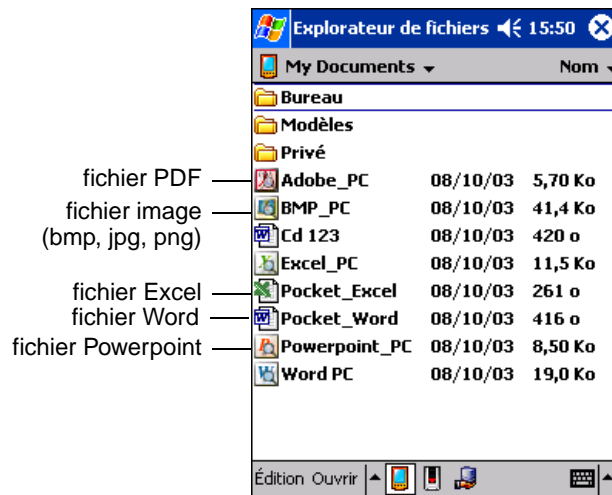 Explorateur de fichiers 15:50
My Documents Nom
Bureau
Modèles
Privé
fichier PDF Adobe_PC 08/10/03 5,70 Ko
fichier image BMP_PC 08/10/03 41,4 Ko
(bmp, jpg, png) Cd 123 08/10/03 420 o
Excel_PC 08/10/03 11,5 Ko
fichier Excel Pocket_Excel 08/10/03 261 o
fichier Word Pocket_Word 08/10/03 416 o
fichier Powerpoint Powerpoint_PC 08/10/03 8,50 Ko
Word PC 08/10/03 19,0 Ko
Édition Ouvrir